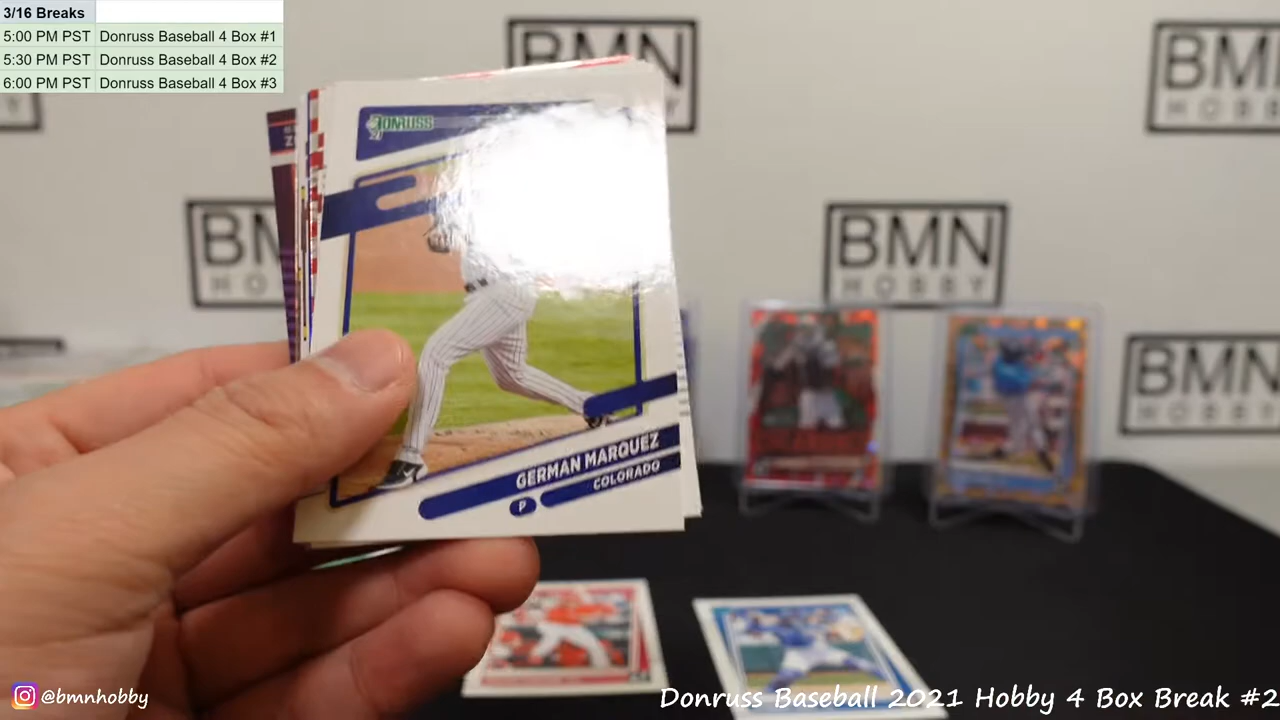 3/16 Breaks
5:00 PM PST Donruss Baseball 4 Box #1
5:30 PM PST Donruss Baseball 4 Box #2
6:00 PM PST Donruss Baseball 4 Box #3
BMN
HOBBY
BMN
HOBBY
BMN
HOBBY
BMN
HOBBY
BMN
HOBBY
DONRUSS
GERMAN MARQUEZ
P COLORADO
@bmnhobby
Donruss Baseball 2021 Hobby 4 Box Break #2